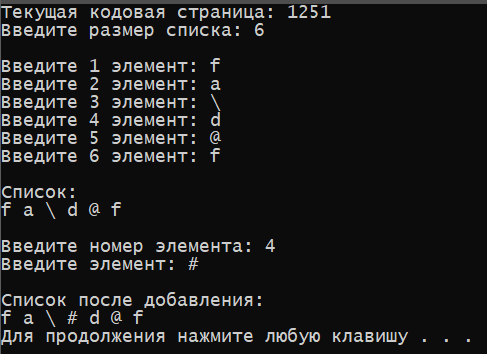 Текущая кодовая страница: 1251
Введите размер списка: 6
Введите 1 элемент: f
Введите 2 элемент: a
Введите 3 элемент: \
Введите 4 элемент: d
Введите 5 элемент: @
Введите 6 элемент: f
Список:
f a \ d @ f
Введите номер элемента: 4
Введите элемент: #
Список после добавления:
f a \ # d @ f
Для продолжения нажмите любую клавишу . . .